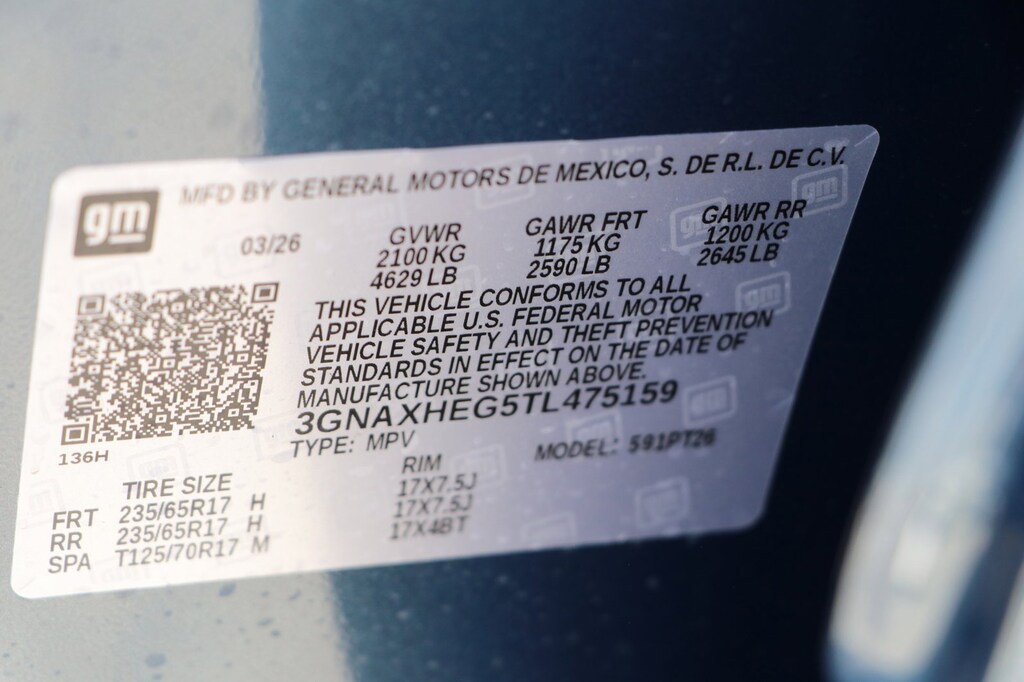 gm MFD BY GENERAL MOTORS DE MEXICO, S. DE R.L. DE C.V.
03/26 GVWR GAWR FRT GAWR RR
2100 KG 1175 KG 1200 KG
4629 LB 2590 LB 2645 LB
THIS VEHICLE CONFORMS TO ALL
APPLICABLE U.S. FEDERAL MOTOR
VEHICLE SAFETY AND THEFT PREVENTION
STANDARDS IN EFFECT ON THE DATE OF
MANUFACTURE SHOWN ABOVE.
3GNAXHEG5TL475159
136H
TYPE: MPV MODEL: 591PT26
TIRE SIZE RIM
FRT 235/65R17 H 17X7.5J
RR 235/65R17 H 17X7.5J
SPA T125/70R17 M 17X4BT